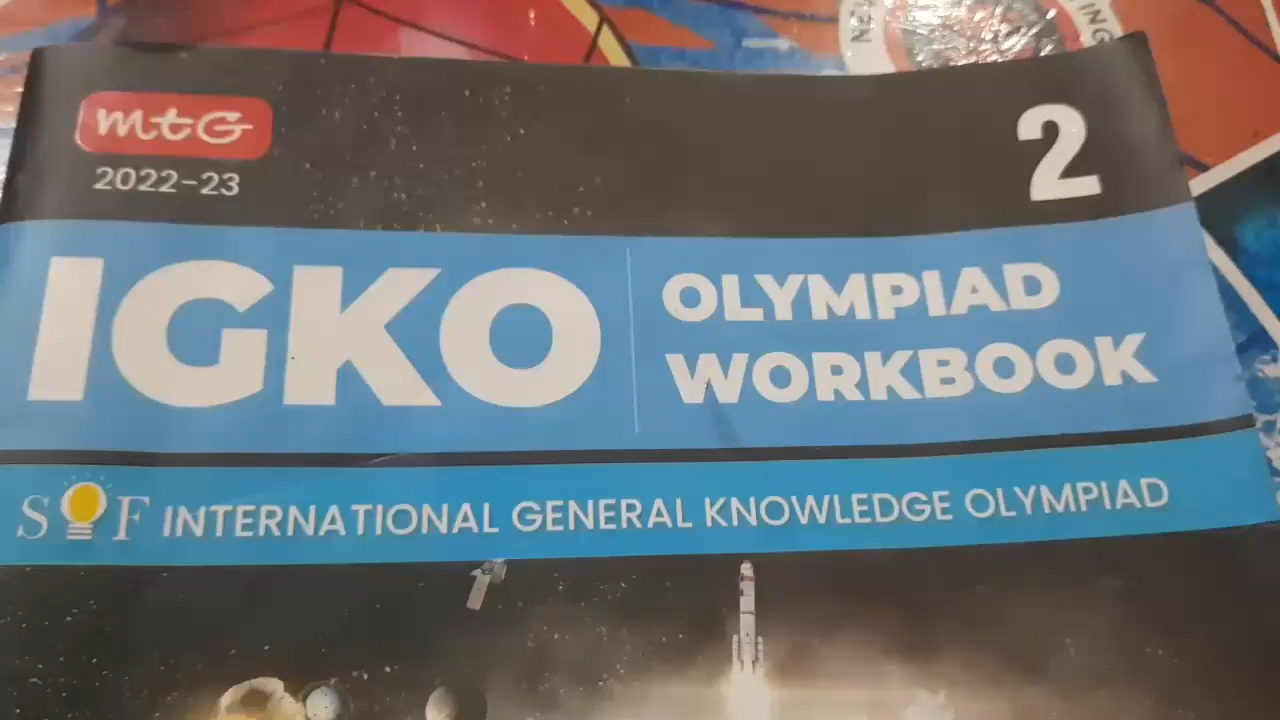 mtG
2022-23
2
IGKO
OLYMPIAD
WORKBOOK
SOF INTERNATIONAL GENERAL KNOWLEDGE OLYMPIAD